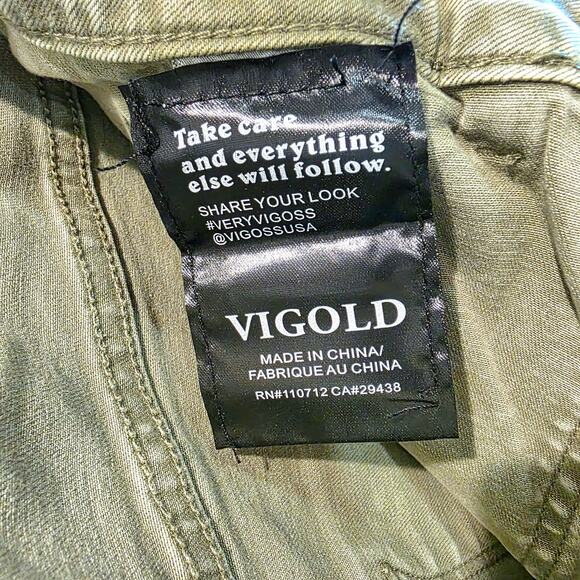 Take care
and everything
else will follow.
SHARE YOUR LOOK
#VERYVIGOSS
@VIGOSSUSA
VIGOLD
MADE IN CHINA/
FABRIQUE AU CHINA
RN#110712 CA#29438